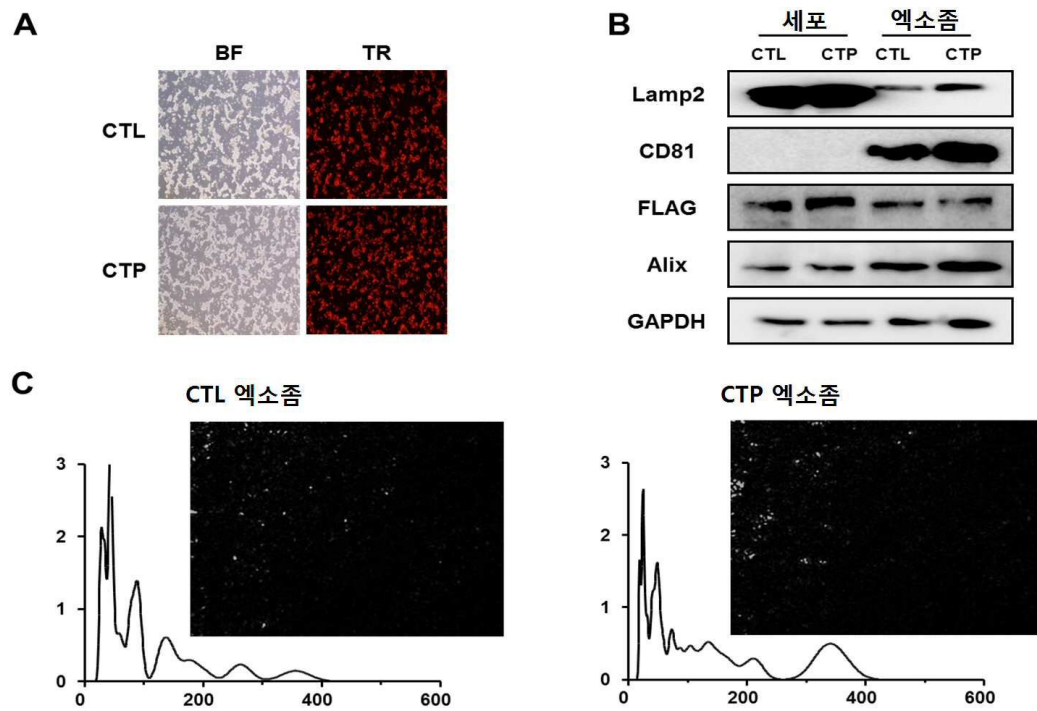 A
BF TR
CTL
CTP
B
세포 엑소좀
CTL CTP CTL CTP
Lamp2
CD81
FLAG
Alix
GAPDH
C
CTL 엑소좀
3
2
1
0
0 200 400 600
CTP 엑소좀
3
2
1
0
0 200 400 600